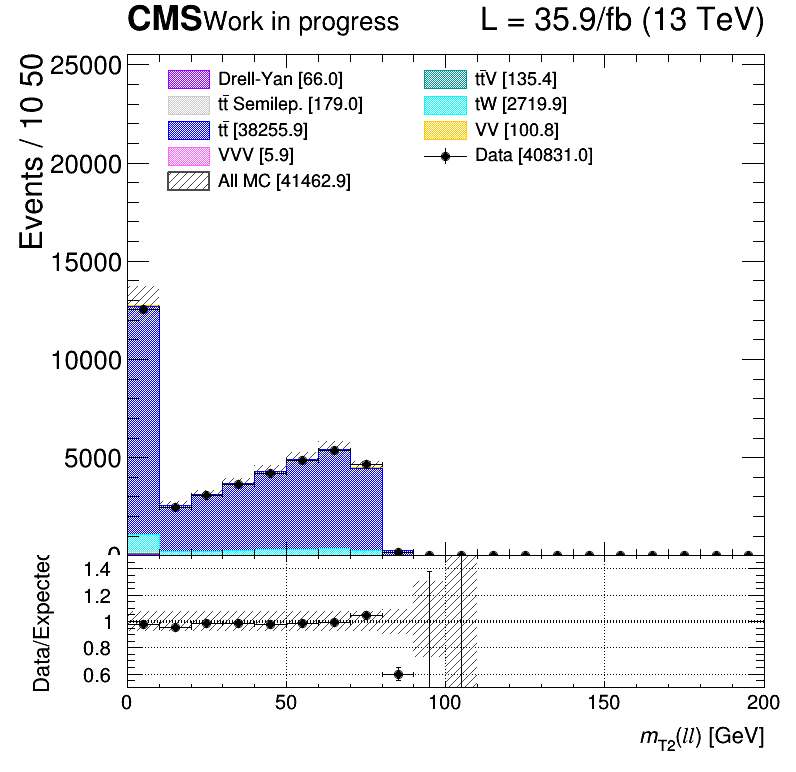 CMS Work in progress L = 35.9/fb (13 TeV)
Events / 10 50
25000
20000
15000
10000
5000
0
Drell-Yan [66.0]
tt̄ Semilep. [179.0]
tt̄ [38255.9]
VVV [5.9]
All MC [41462.9]
tt̄V [135.4]
tW [2719.9]
VV [100.8]
Data [40831.0]
Data/Expected
1.4
1.2
1
0.8
0.6
0 50 100 150 200
m_T2(ll) [GeV]